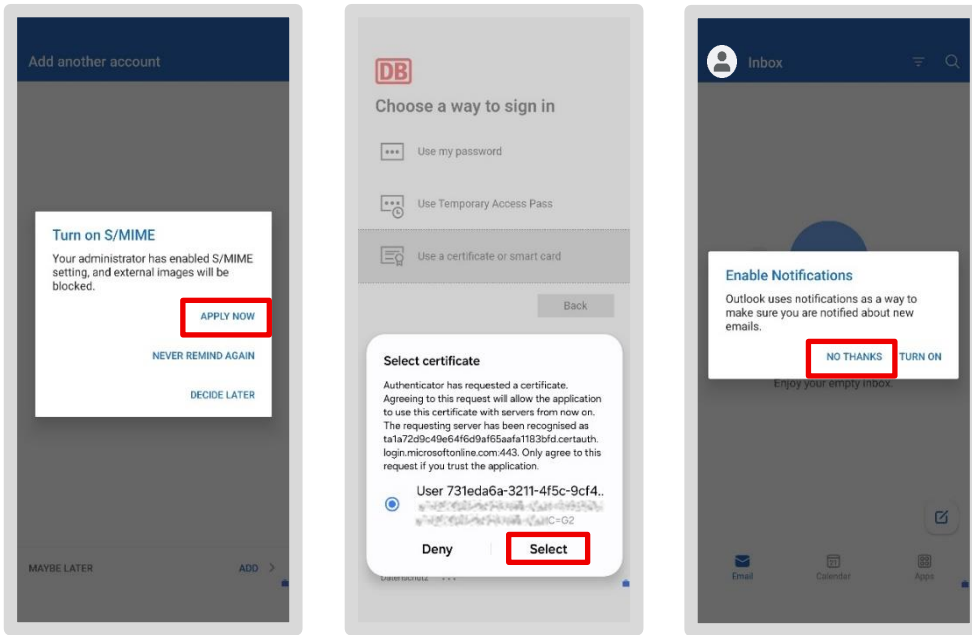 Add another account
Turn on S/MIME
Your administrator has enabled S/MIME
setting, and external images will be
blocked.
APPLY NOW
NEVER REMIND AGAIN
DECIDE LATER
MAYBE LATER
ADD
DB
Choose a way to sign in
Use my password
Use Temporary Access Pass
Use a certificate or smart card
Back
Select certificate
Authenticator has requested a certificate.
Agreeing to this request will allow the application
to use this certificate with servers from now on.
The requesting server has been recognised as
ta1a72d9c49e64f6d9af65aafa1183bfd.certauth.
login.microsoftonline.com:443. Only agree to this
request if you trust the application.
User 731eda6a-3211-4f5c-9cf4..
C=G2
Deny
Select
Datenschutz ...
Inbox
Enable Notifications
Outlook uses notifications as a way to
make sure you are notified about new
emails.
NO THANKS
TURN ON
Enjoy your empty inbox.
Email
Calendar
Apps